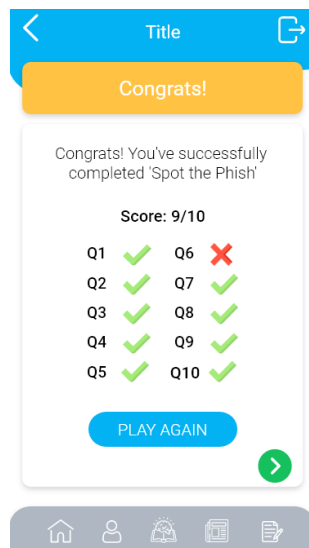 Title
Congrats!
Congrats! You've successfully
completed 'Spot the Phish'
Score: 9/10
Q1 Q6
Q2 Q7
Q3 Q8
Q4 Q9
Q5 Q10
PLAY AGAIN